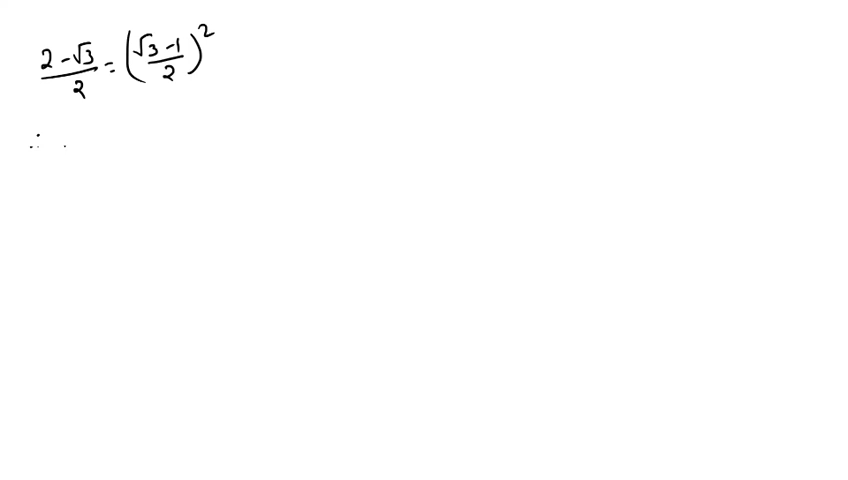 (2-√3)/2 = ((√3-1)/2)²
∴